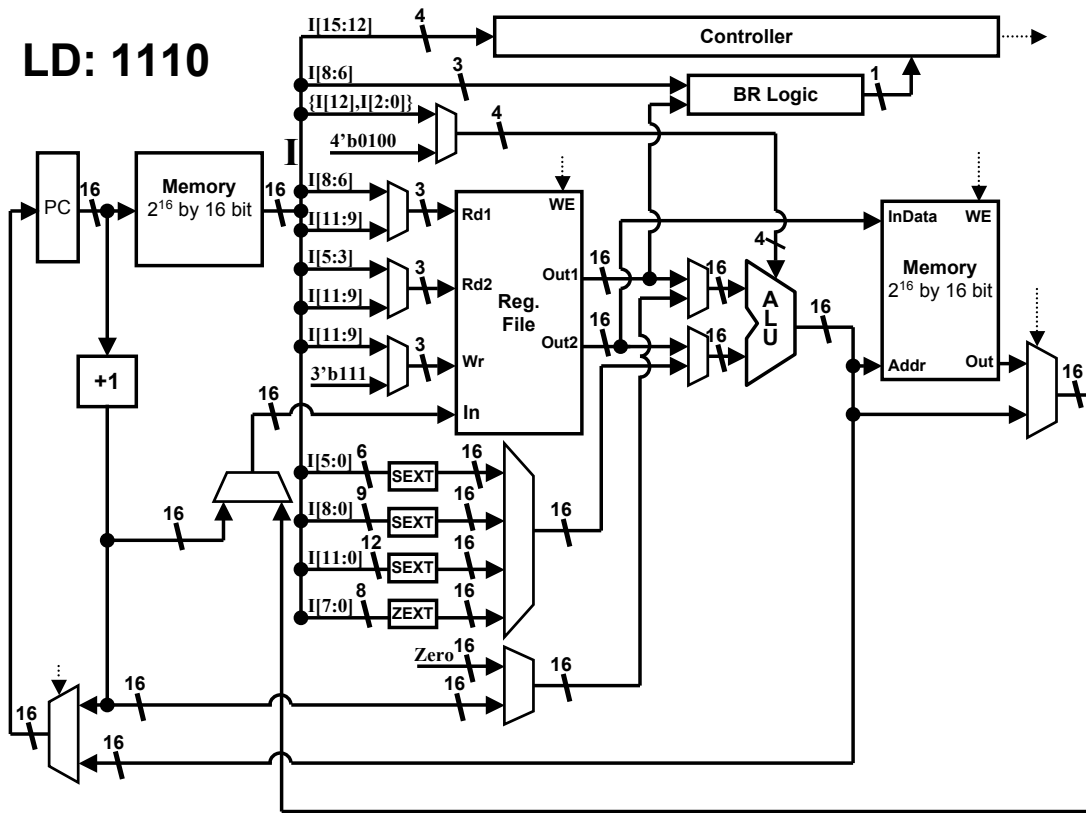 LD: 1110
I[15:12]
4
Controller
I[8:6]
3
BR Logic
1
{I[12],I[2:0]}
4
4'b0100
I
PC
16
Memory
2^16 by 16 bit
16
I[8:6]
3
I[11:9]
Rd1
WE
I[5:3]
3
I[11:9]
Rd2
Reg.
File
Out1
16
Out2
16
I[11:9]
3
3'b111
Wr
16
In
4
16
16
A
L
U
16
InData
WE
Memory
2^16 by 16 bit
Addr
Out
16
+1
I[5:0]
6
SEXT
16
I[8:0]
9
SEXT
16
16
16
I[11:0]
12
SEXT
16
I[7:0]
8
ZEXT
16
Zero
16
16
16
16
16
16
16